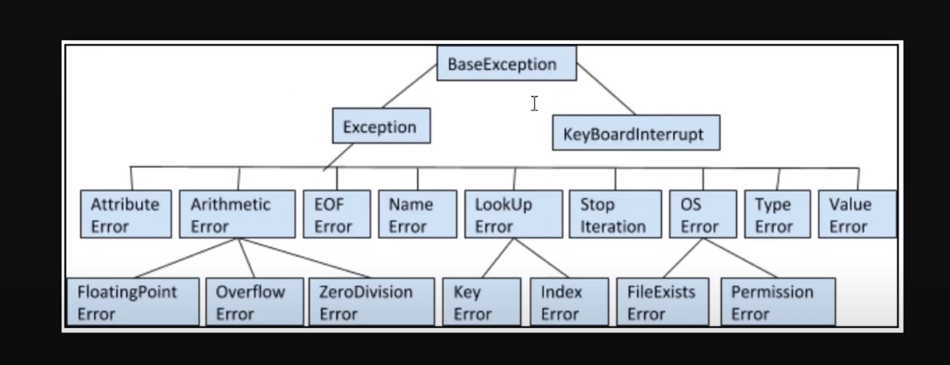 BaseException
Exception
KeyBoardInterrupt
Attribute
Error
Arithmetic
Error
EOF
Error
Name
Error
LookUp
Error
Stop
Iteration
OS
Error
Type
Error
Value
Error
FloatingPoint
Error
Overflow
Error
ZeroDivision
Error
Key
Error
Index
Error
FileExists
Error
Permission
Error